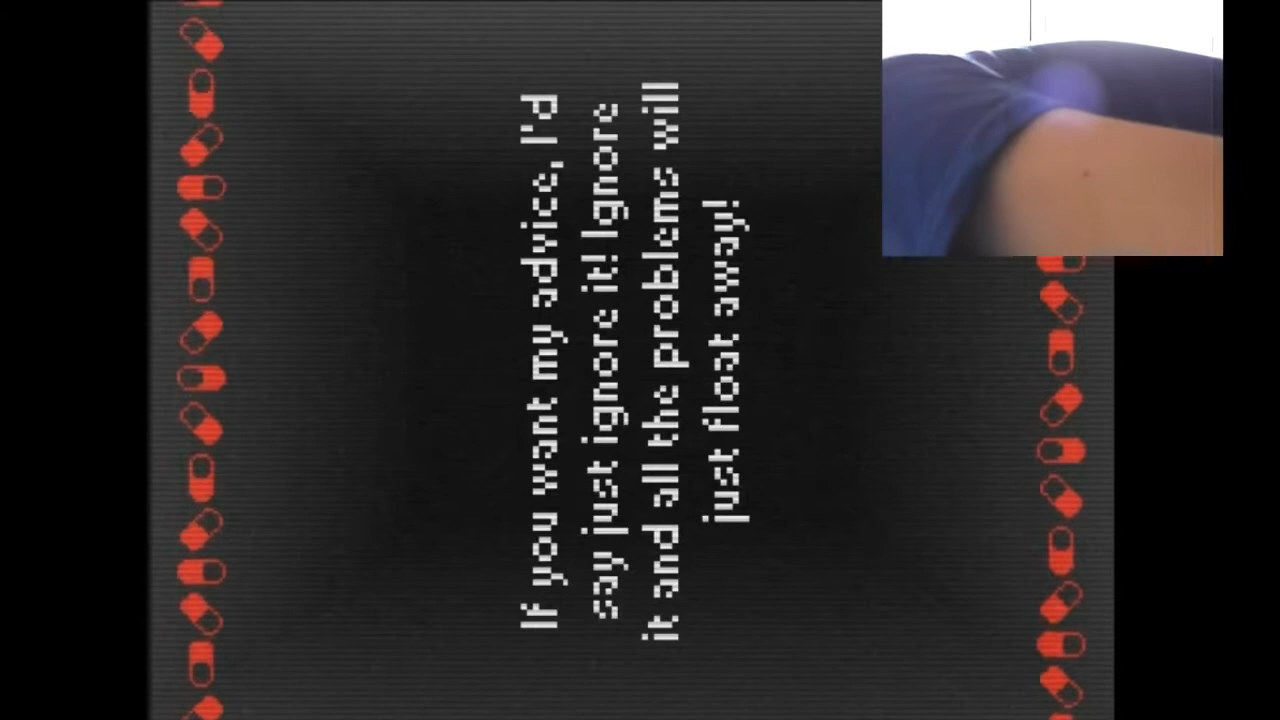 If you want my advice, I'd
say just ignore it! Ignore
it and all the problems will
just float away!